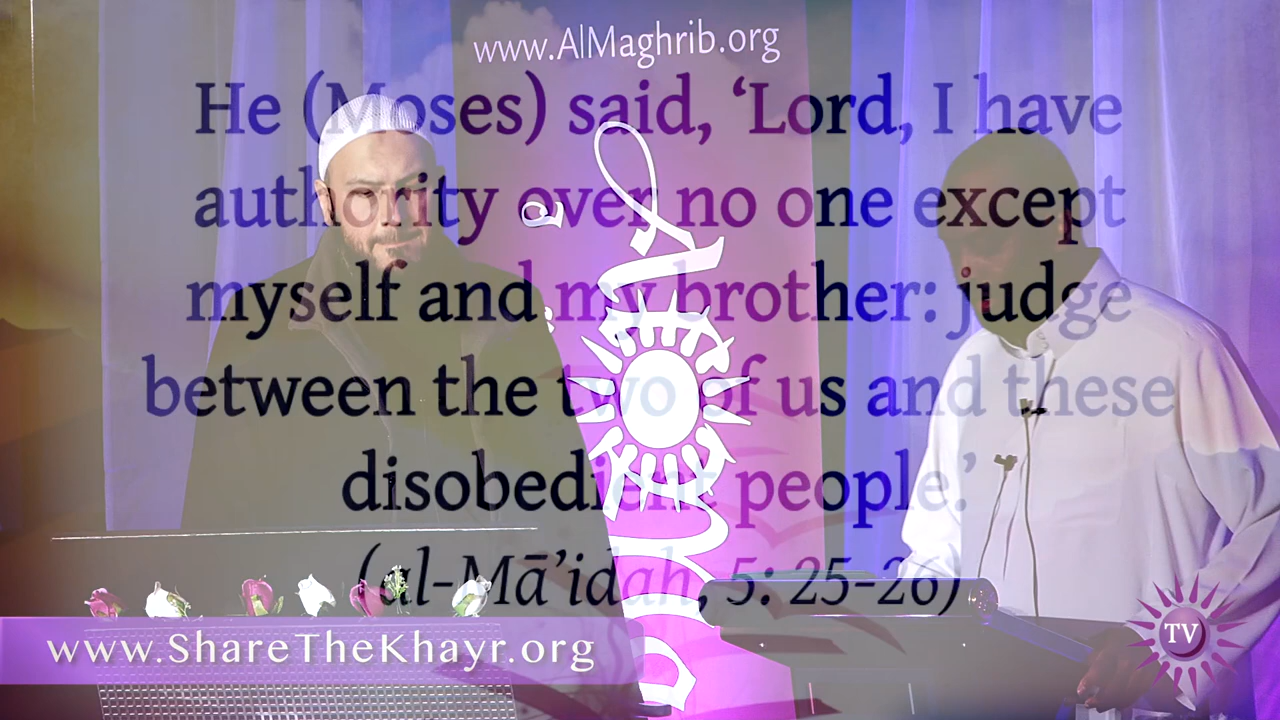 www.AlMaghrib.org
He (Moses) said, ‘Lord, I have
authority over no one except
myself and my brother: judge
between the two of us and these
disobedient people.’
(al-Mā’idah, 5: 25-26)
www.ShareTheKhayr.org
TV